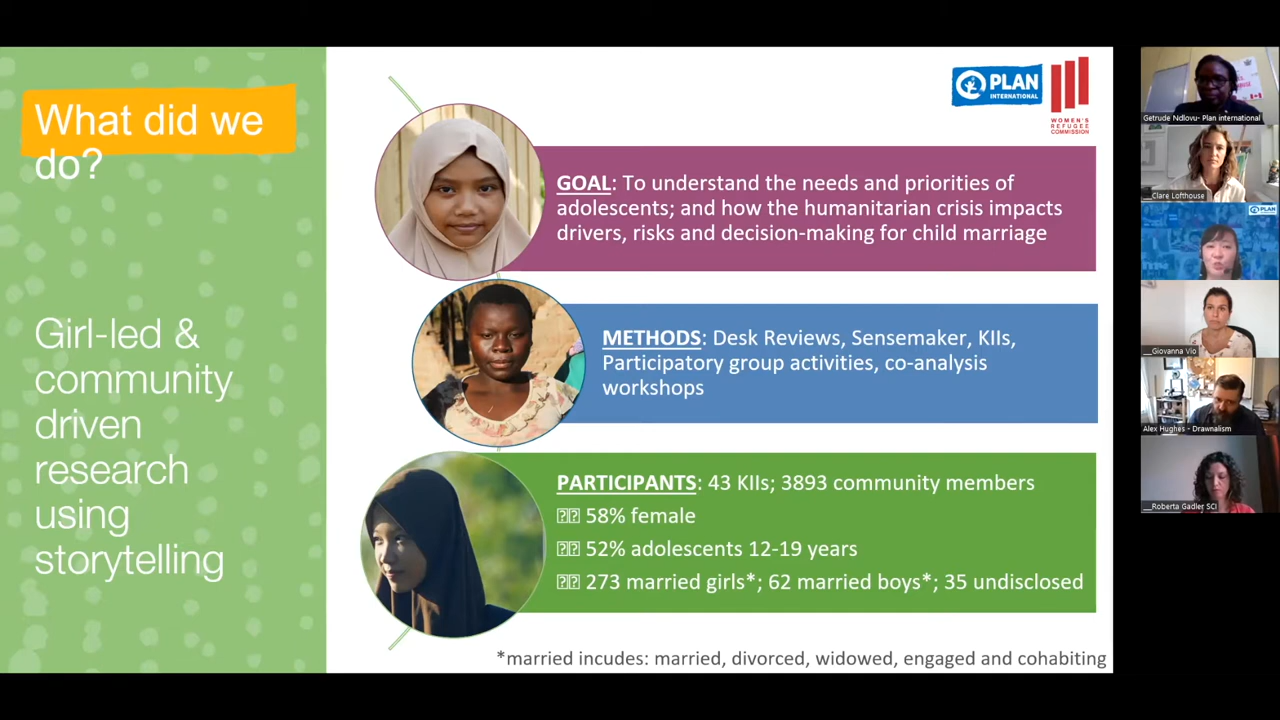 What did we
do?
Girl-led &
community
driven
research
using
storytelling
PLAN
INTERNATIONAL
WOMEN'S
REFUGEE
COMMISSION
GOAL: To understand the needs and priorities of
adolescents; and how the humanitarian crisis impacts
drivers, risks and decision-making for child marriage
METHODS: Desk Reviews, Sensemaker, KIIs,
Participatory group activities, co-analysis
workshops
PARTICIPANTS: 43 KIIs; 3893 community members
58% female
52% adolescents 12-19 years
273 married girls*; 62 married boys*; 35 undisclosed
*married incudes: married, divorced, widowed, engaged and cohabiting
Getrude Ndlovu- Plan international
__Clare Lofthouse
PLAN
__Giovanna Vio
Alex Hughes - Drawnalism
__Roberta Gadler SCI